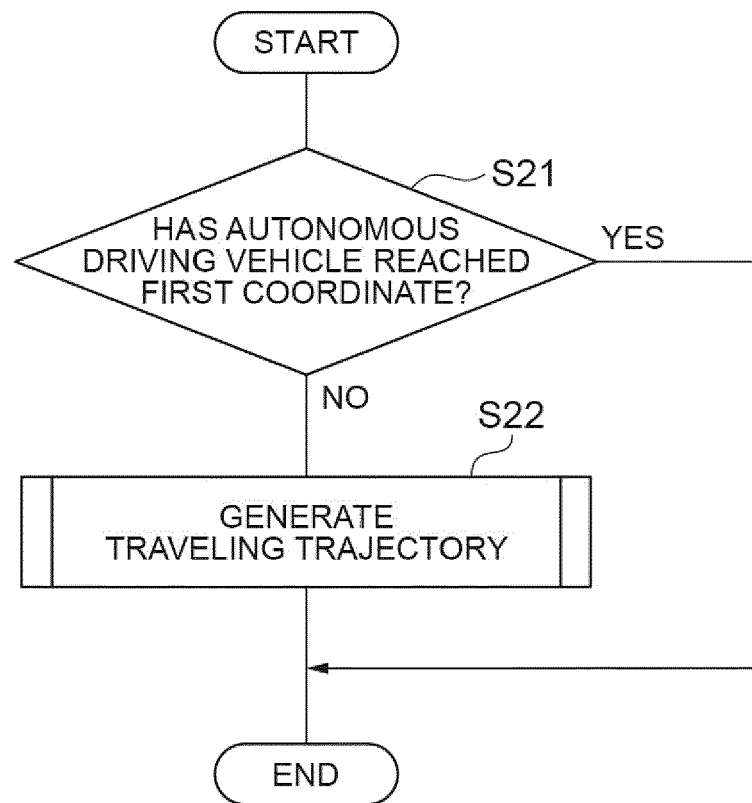 START
S21
HAS AUTONOMOUS
DRIVING VEHICLE REACHED
FIRST COORDINATE?
YES
NO
S22
GENERATE
TRAVELING TRAJECTORY
END